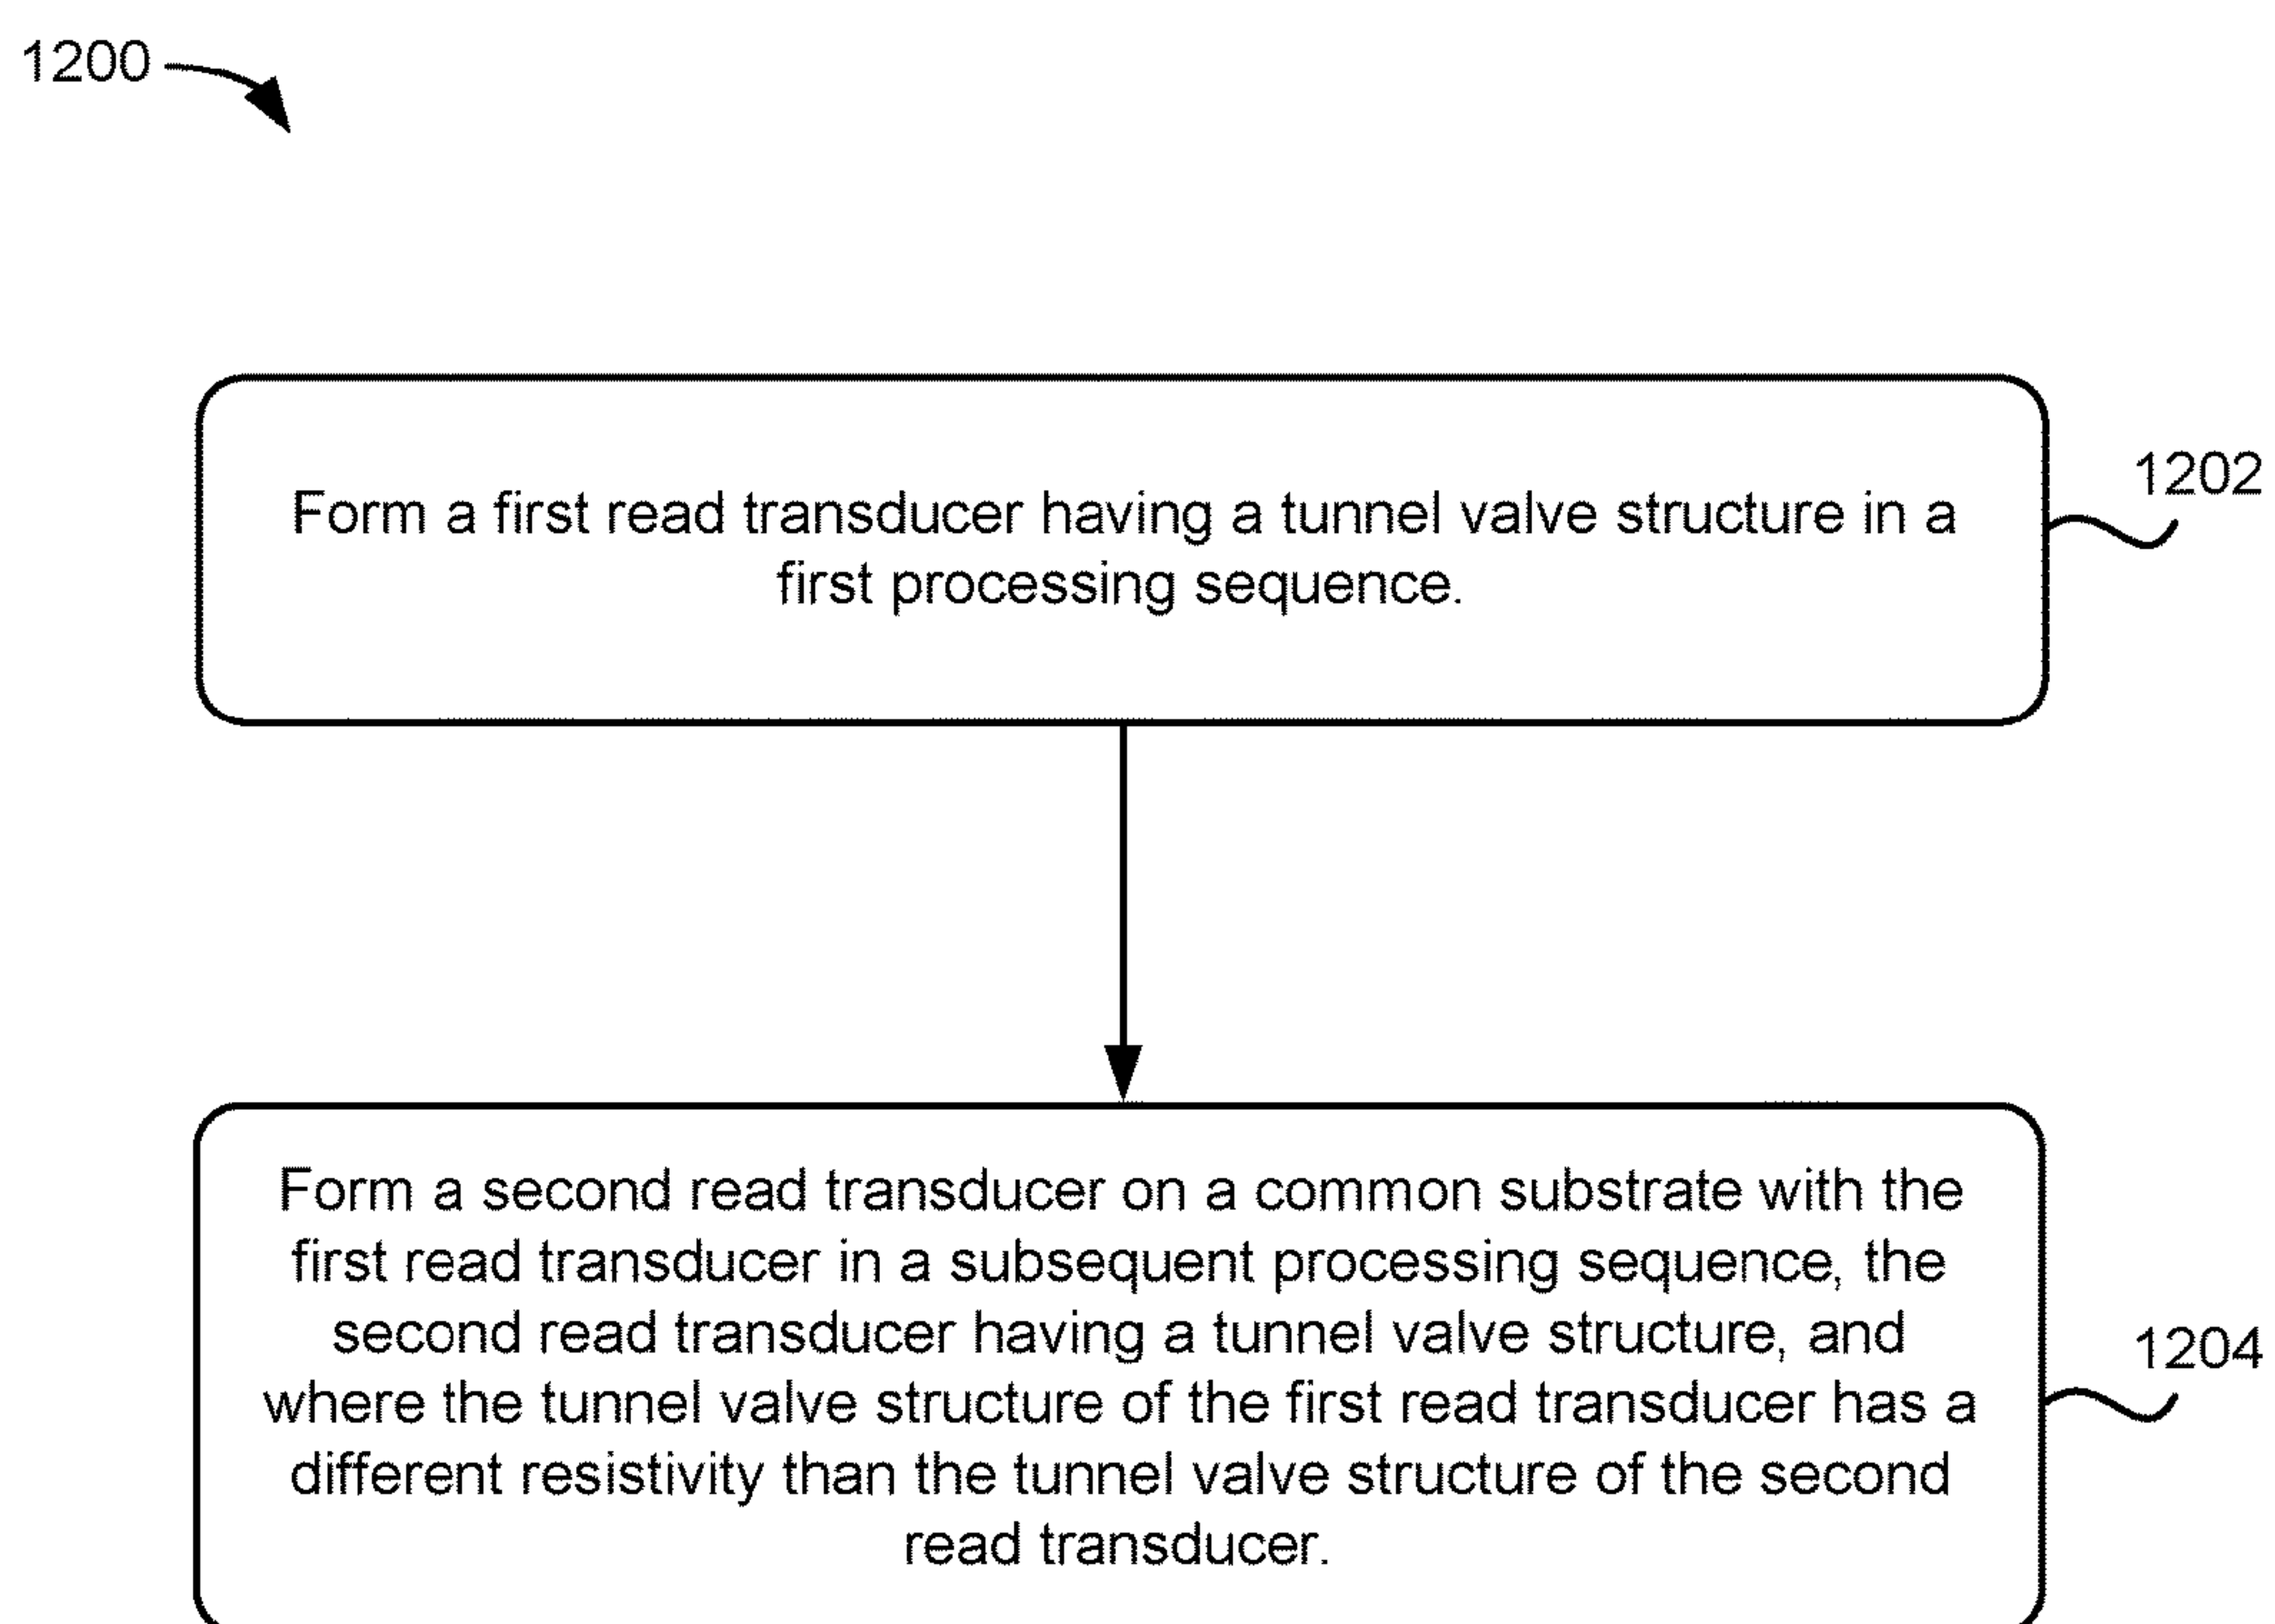 1200
Form a first read transducer having a tunnel valve structure in a
first processing sequence.
1202
Form a second read transducer on a common substrate with the
first read transducer in a subsequent processing sequence, the
second read transducer having a tunnel valve structure, and
where the tunnel valve structure of the first read transducer has a
different resistivity than the tunnel valve structure of the second
read transducer.
1204